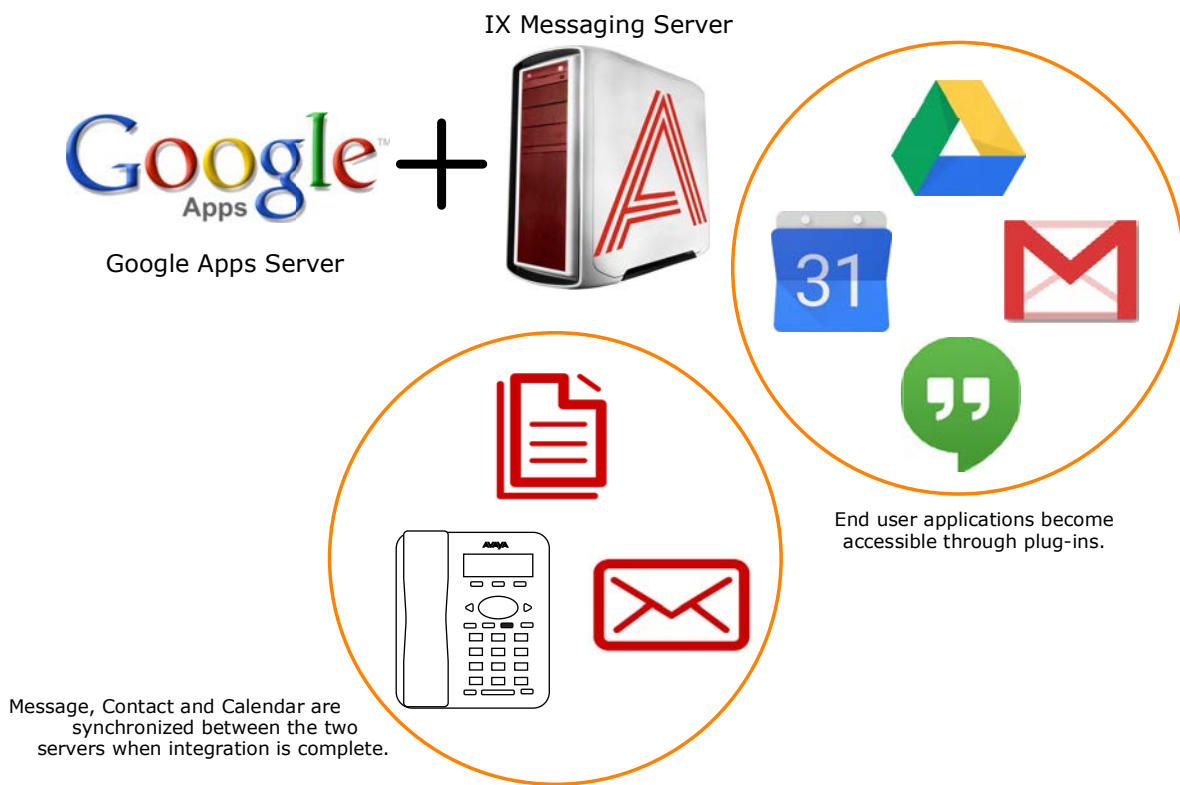 IX Messaging Server
Google™
Apps
Google Apps Server
A
31
End user applications become
accessible through plug-ins.
AVAYA
Message, Contact and Calendar are
synchronized between the two
servers when integration is complete.